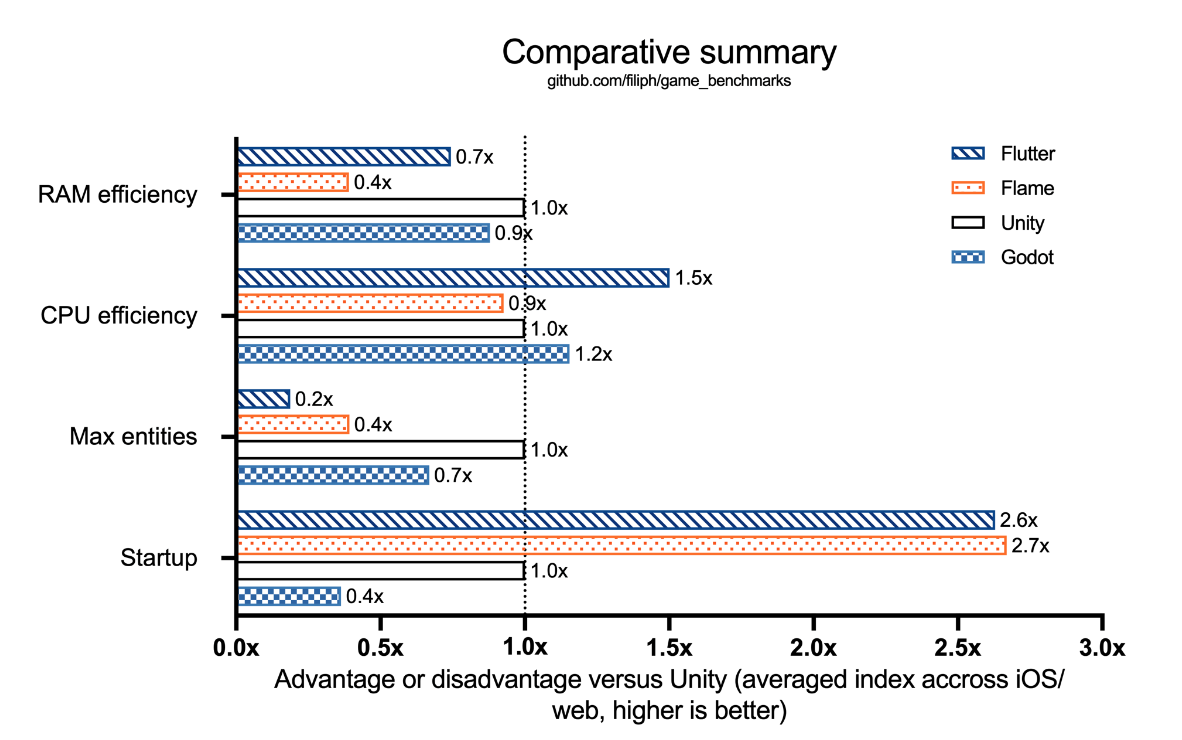 Comparative summary
github.com/filiph/game_benchmarks
Flutter
Flame
Unity
Godot
RAM efficiency
0.7x
0.4x
1.0x
0.9x
CPU efficiency
1.5x
0.9x
1.0x
1.2x
Max entities
0.2x
0.4x
1.0x
0.7x
Startup
2.6x
2.7x
1.0x
0.4x
0.0x 0.5x 1.0x 1.5x 2.0x 2.5x 3.0x
Advantage or disadvantage versus Unity (averaged index accross iOS/
web, higher is better)